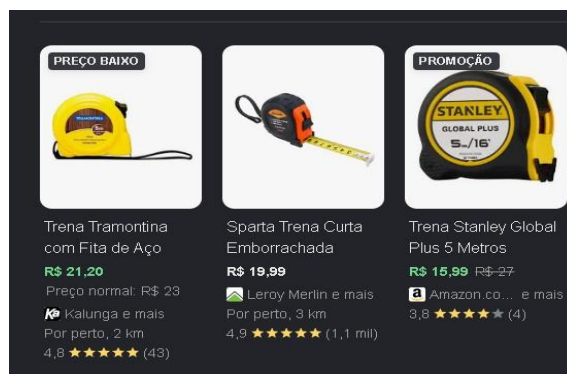 PREÇO BAIXO
TRAMONTINA
Trena Tramontina
com Fita de Aço
R$ 21,20
Preço normal: R$ 23
Kalunga e mais
Por perto, 2 km
4,8 ★★★★★ (43)
Sparta Trena Curta
Emborrachada
R$ 19,99
Leroy Merlin e mais
Por perto, 3 km
4,9 ★★★★★ (1,1 mil)
PROMOÇÃO
STANLEY
GLOBAL PLUS
5m/16'
Trena Stanley Global
Plus 5 Metros
R$ 15,99 R$ 27
a Amazon.co... e mais
3,8 ★★★★★ (4)